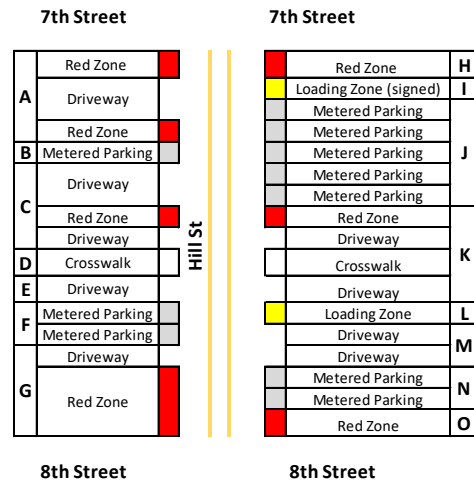 7th Street
7th Street
A
Red Zone
Driveway
Red Zone
B
Metered Parking
C
Driveway
Red Zone
Driveway
D
Crosswalk
E
Driveway
F
Metered Parking
Metered Parking
G
Driveway
Red Zone
Hill St
Red Zone
H
Loading Zone (signed)
I
Metered Parking
Metered Parking
Metered Parking
Metered Parking
Metered Parking
J
Red Zone
Driveway
Crosswalk
Driveway
K
Loading Zone
L
Driveway
Driveway
M
Metered Parking
Metered Parking
N
Red Zone
O
8th Street
8th Street